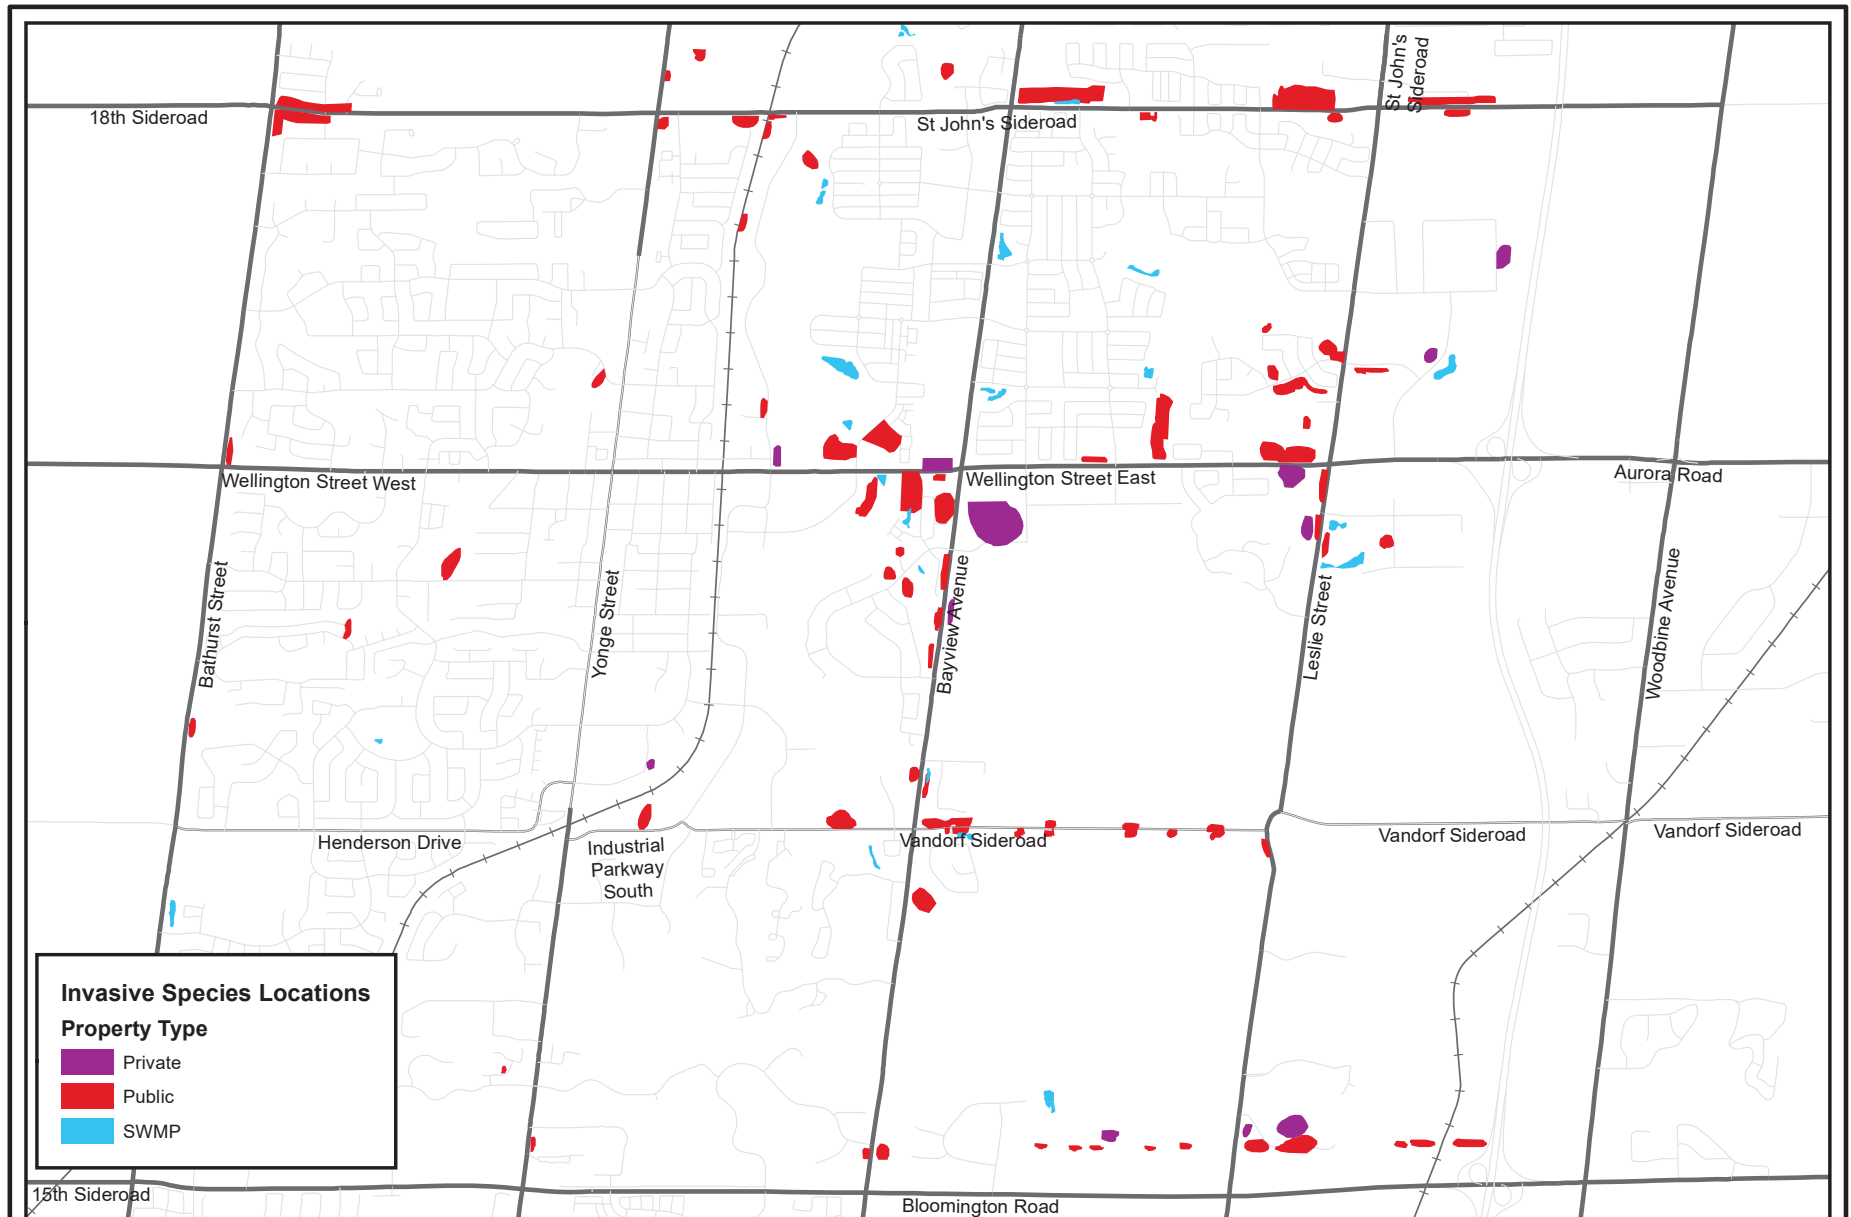 St John's
Sideroad
18th Sideroad
St John's Sideroad
Wellington Street West
Wellington Street East
Aurora Road
Bathurst Street
Yonge Street
Bayview Avenue
Leslie Street
Woodbine Avenue
Henderson Drive
Industrial
Parkway
South
Vandorf Sideroad
Vandorf Sideroad
Vandorf Sideroad
Invasive Species Locations
Property Type
Private
Public
SWMP
15th Sideroad
Bloomington Road